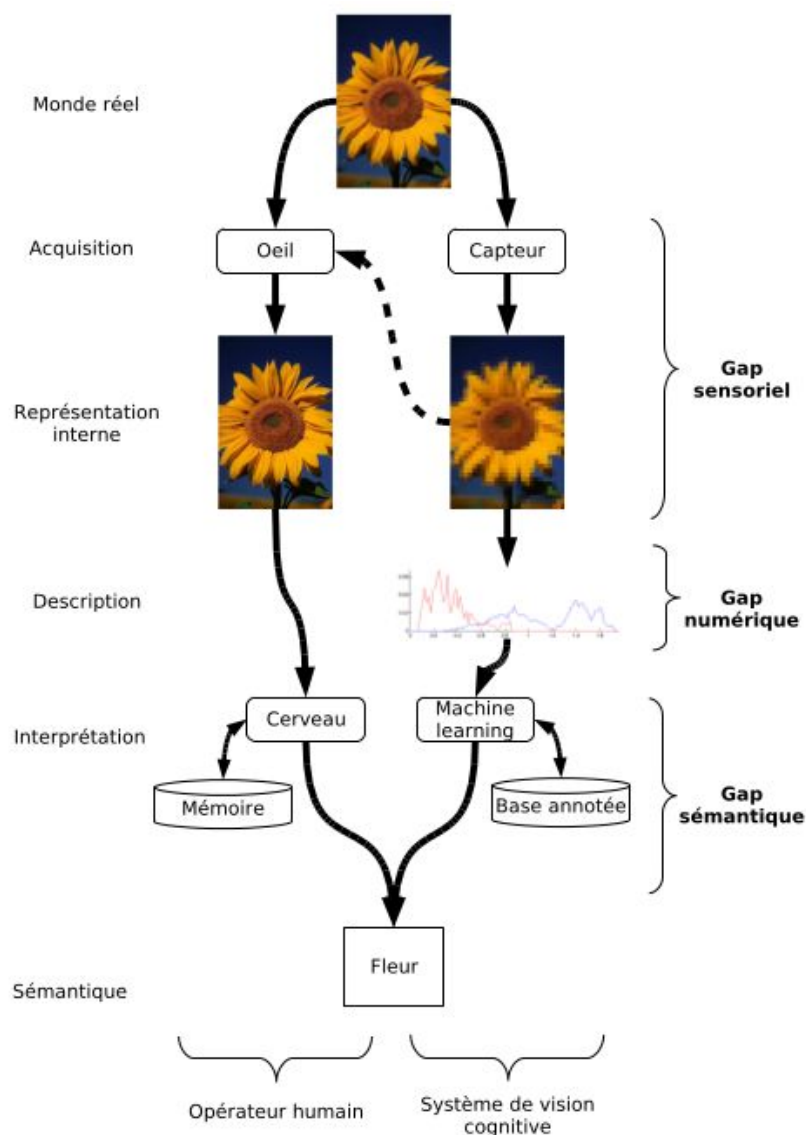 Monde réel
Acquisition
Oeil
Capteur
Gap
sensoriel
Représentation
interne
Description
Gap
numérique
Interprétation
Cerveau
Machine
learning
Mémoire
Base annotée
Gap
sémantique
Fleur
Sémantique
Opérateur humain
Système de vision
cognitive